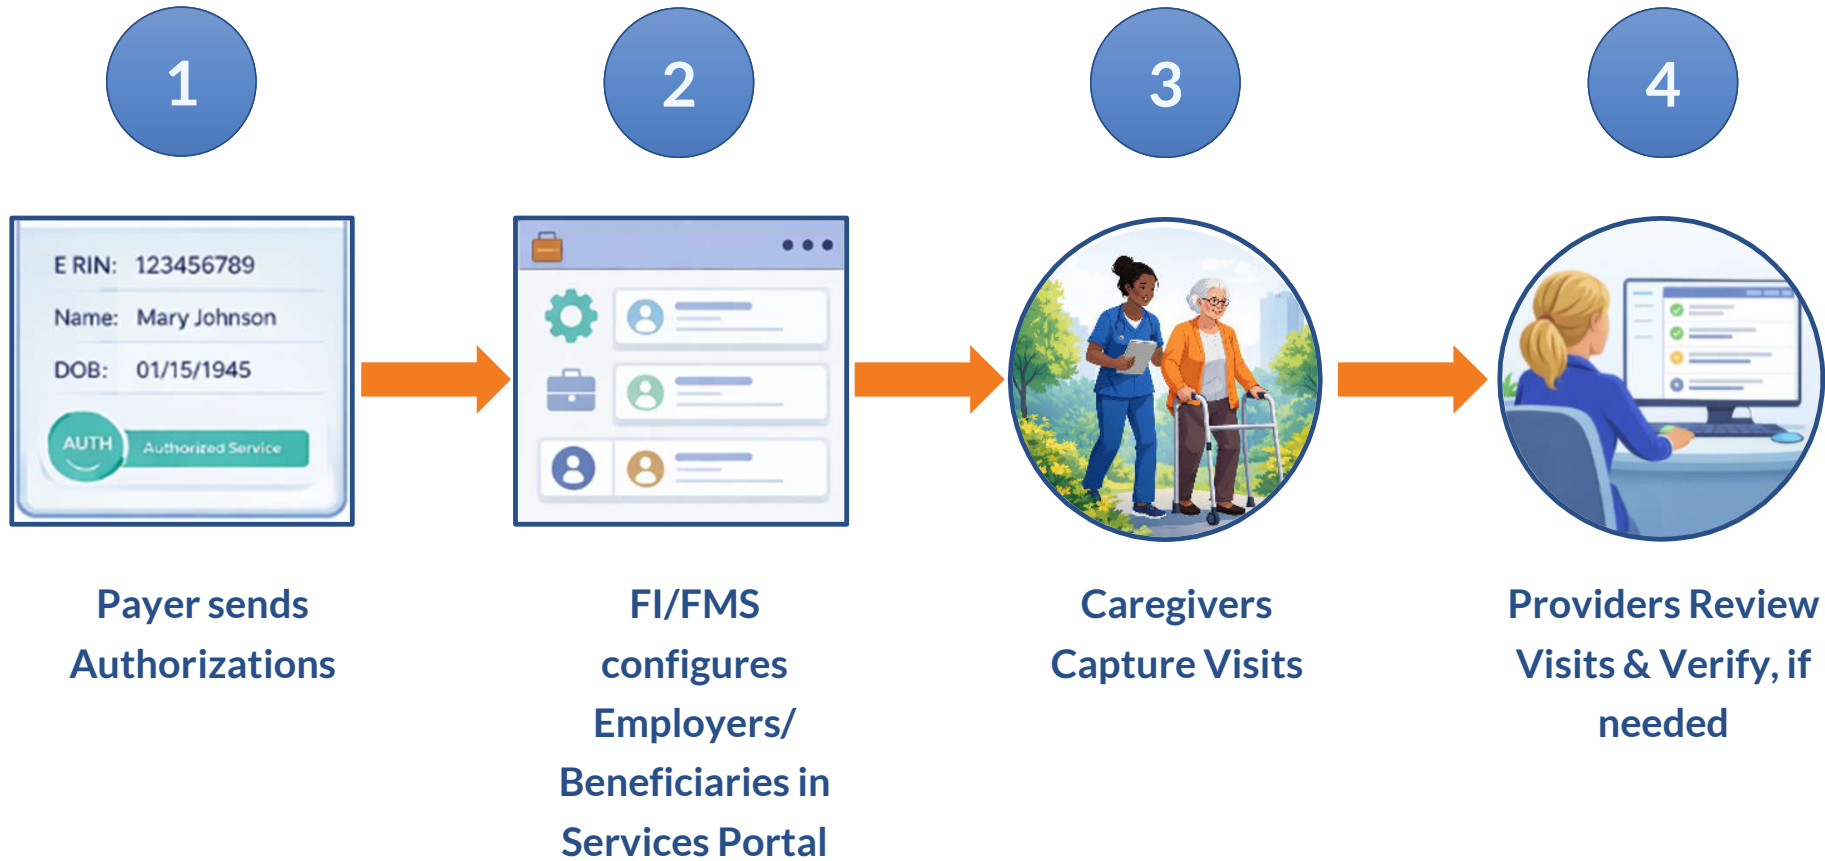 1
2
3
4
E RIN: 123456789
Name: Mary Johnson
DOB: 01/15/1945
AUTH
Authorized Service
Payer sends
Authorizations
FI/FMS
configures
Employers/
Beneficiaries in
Services Portal
Caregivers
Capture Visits
Providers Review
Visits & Verify, if
needed